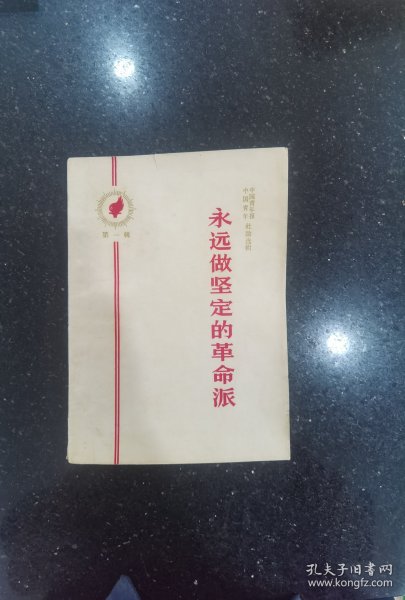 中国青年报
中国青年
社论选辑
永远做坚定的革命派
第一辑
孔夫子旧书网
www.kongfz.com